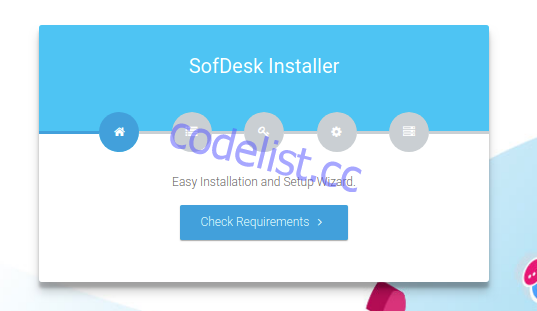 SofDesk Installer
codelist.cc
Easy Installation and Setup Wizard.
Check Requirements